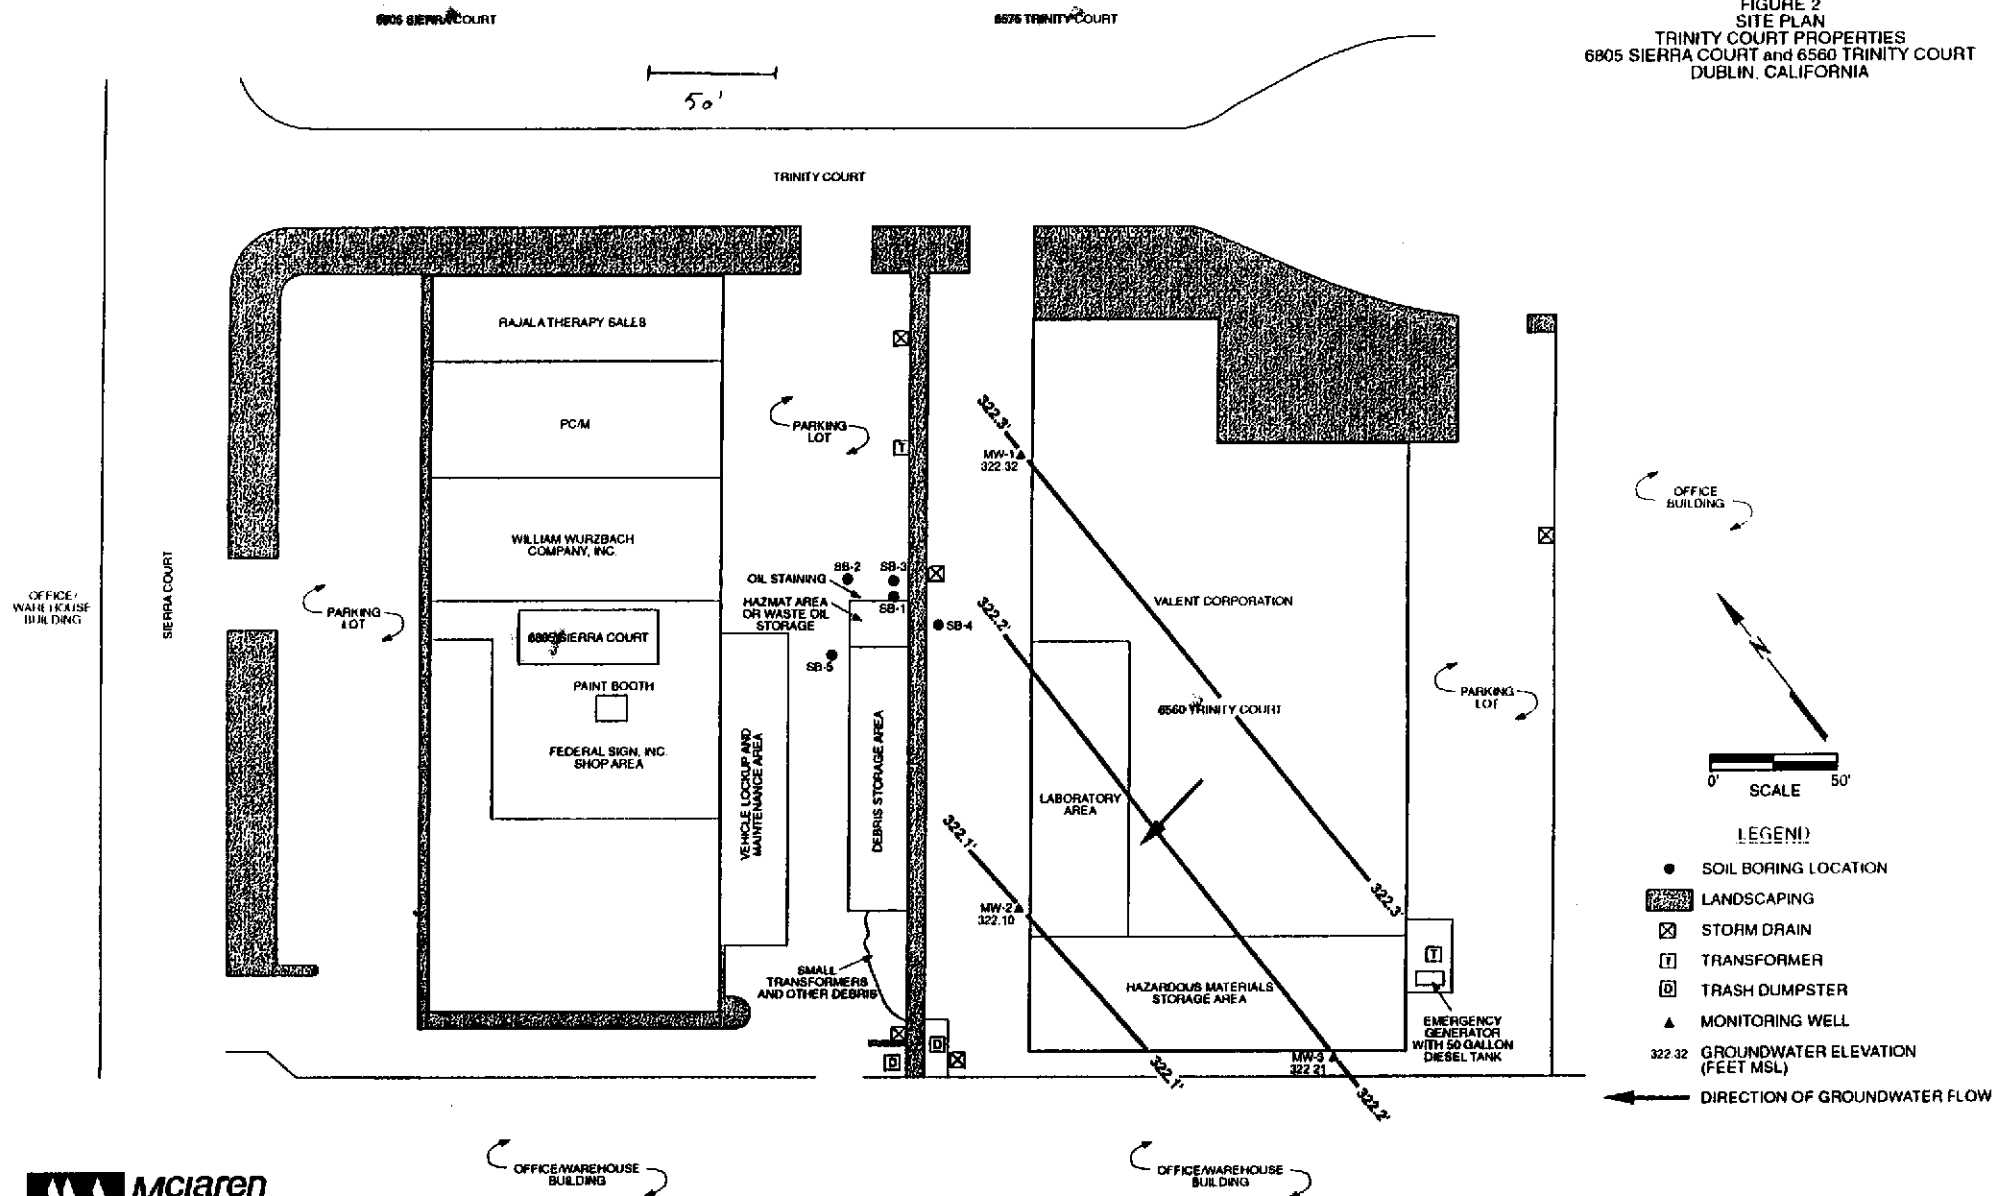 FIGURE 2
SITE PLAN
TRINITY COURT PROPERTIES
6805 SIERRA COURT and 6560 TRINITY COURT
DUBLIN, CALIFORNIA
6805 SIERRA COURT
6575 TRINITY COURT
50'
TRINITY COURT
RAJALA THERAPY SALES
PC/M
WILLIAM WURZBACH
COMPANY, INC.
6805 SIERRA COURT
PAINT BOOTH
FEDERAL SIGN, INC.
SHOP AREA
OFFICE/
WAREHOUSE
BUILDING
SIERRA COURT
PARKING
LOT
PARKING
LOT
VEHICLE LOCKUP AND
MAINTENANCE AREA
OIL STAINING
HAZMAT AREA
OR WASTE OIL
STORAGE
SB-2
SB-3
SB-1
SB-4
SB-5
DEBRIS STORAGE AREA
SMALL
TRANSFORMERS
AND OTHER DEBRIS
T
D
D
322.3'
MW-1
322.32
322.2'
322.1'
MW-2
322.10
VALENT CORPORATION
6560 TRINITY COURT
LABORATORY
AREA
HAZARDOUS MATERIALS
STORAGE AREA
322.3'
322.1'
MW-3
322.21
322.2'
T
EMERGENCY
GENERATOR
WITH 50 GALLON
DIESEL TANK
PARKING
LOT
OFFICE
BUILDING
OFFICE/WAREHOUSE
BUILDING
OFFICE/WAREHOUSE
BUILDING
N
0' 50'
SCALE
LEGEND
SOIL BORING LOCATION
LANDSCAPING
STORM DRAIN
T TRANSFORMER
D TRASH DUMPSTER
MONITORING WELL
322.32 GROUNDWATER ELEVATION
(FEET MSL)
DIRECTION OF GROUNDWATER FLOW
McLaren